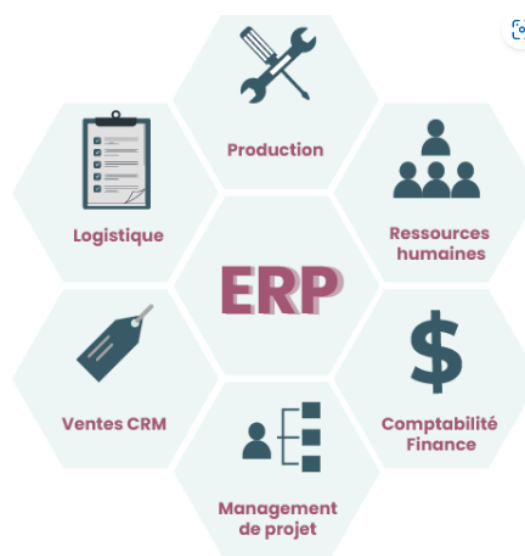 Production
Logistique
Ressources
humaines
ERP
Ventes CRM
Comptabilité
Finance
Management
de projet